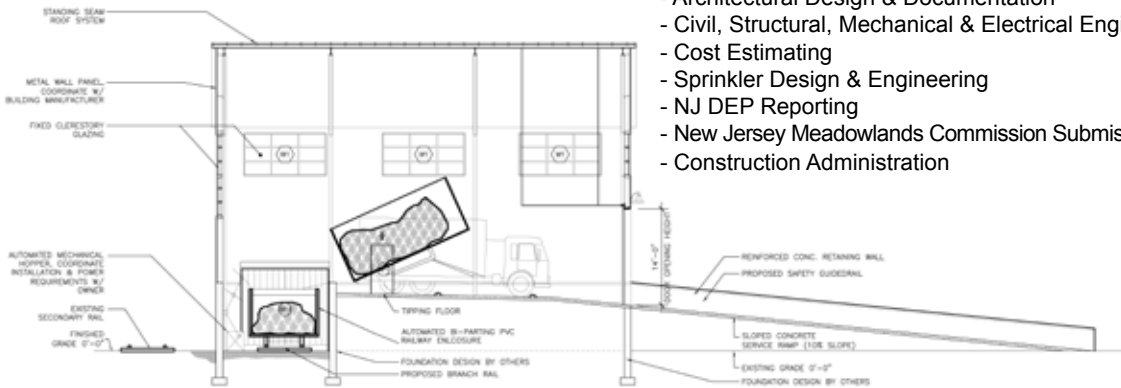 - Architectural Design & Documentation
- Civil, Structural, Mechanical & Electrical Engi
- Cost Estimating
- Sprinkler Design & Engineering
- NJ DEP Reporting
- New Jersey Meadowlands Commission Submis
- Construction Administration
STANDING SEAM
ROOF SYSTEM
METAL WALL PANEL,
COORDINATE W/
BUILDING MANUFACTURER
FIXED CLERESTORY
GLAZING
W1
W1
W1
AUTOMATED MECHANICAL
HOPPER, COORDINATE
INSTALLATION & POWER
REQUIREMENTS W/
OWNER
EXISTING
SECONDARY RAIL
FINISHED
GRADE 0'-0"
TIPPING FLOOR
AUTOMATED BI-PARTING PVC
RAILWAY ENLCOSURE
FOUNDATION DESIGN BY OTHERS
PROPOSED BRANCH RAIL
14'-0"
DOOR OPENING HEIGHT
REINFORCED CONC. RETAINING WALL
PROPOSED SAFETY GUIDERAIL
SLOPED CONCRETE
SERVICE RAMP (10% SLOPE)
EXISTING GRADE 0'-0"
FOUNDATION DESIGN BY OTHERS